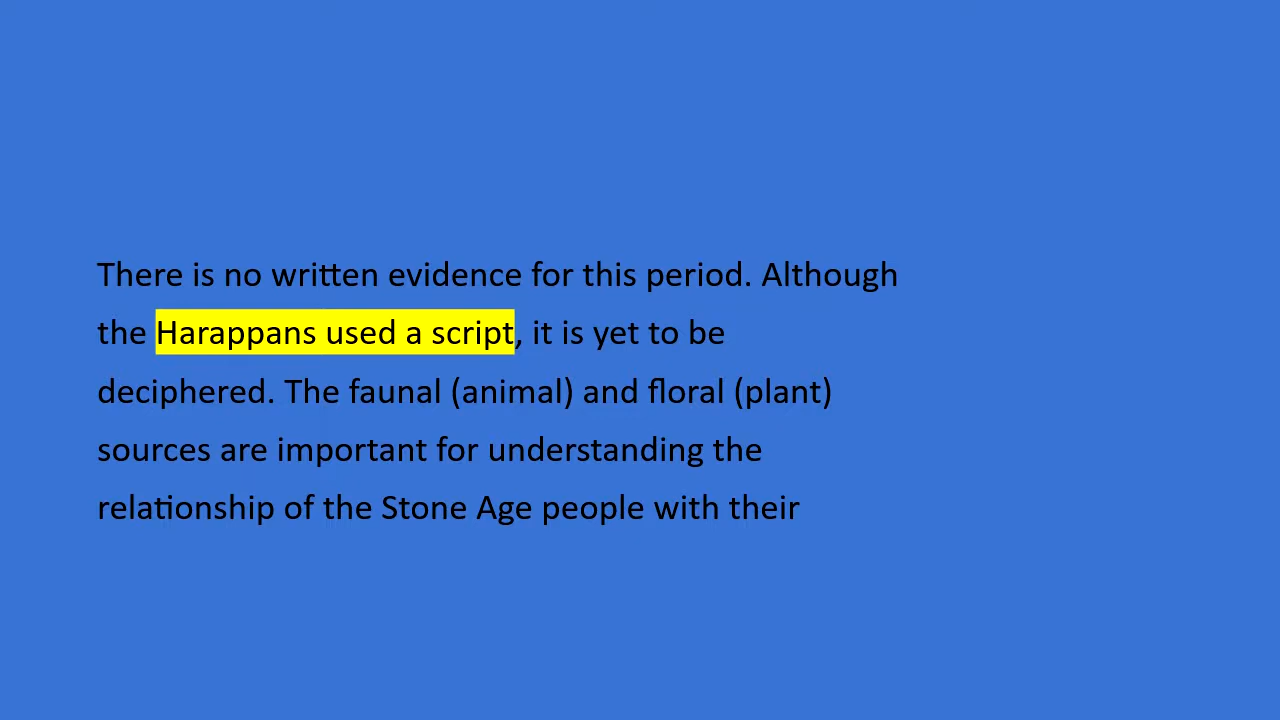 There is no written evidence for this period. Although
the Harappans used a script, it is yet to be
deciphered. The faunal (animal) and floral (plant)
sources are important for understanding the
relationship of the Stone Age people with their